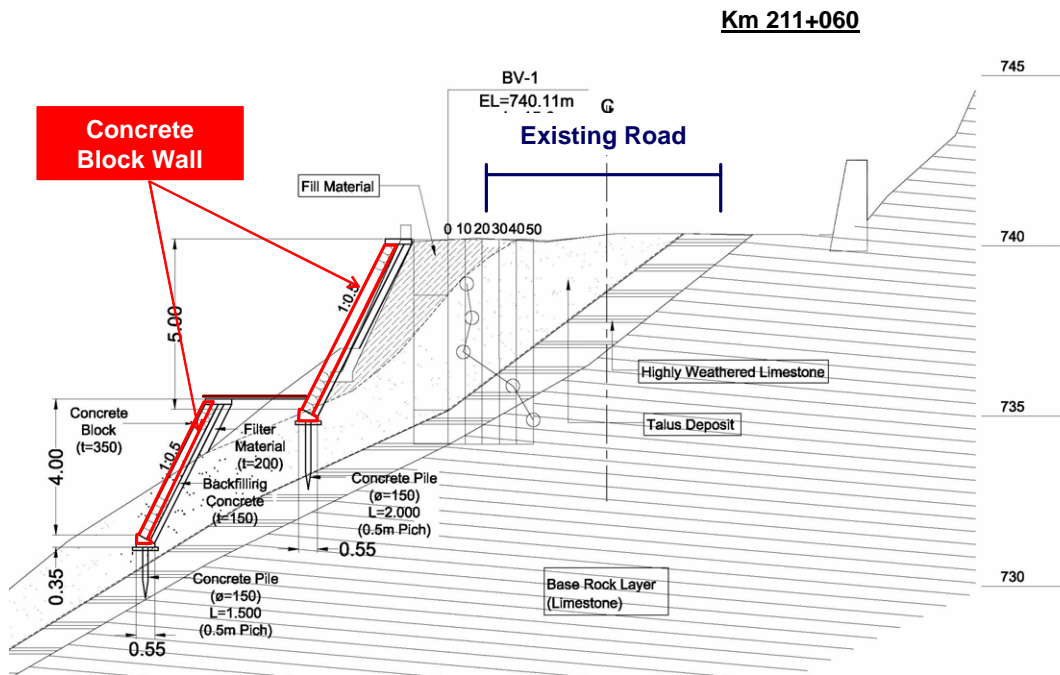 Km 211+060
745
BV-1
EL=740.11m
Concrete
Block Wall
Existing Road
Fill Material
0 10 20 30 40 50
740
1:0.5
5.00
Highly Weathered Limestone
735
Talus Deposit
Concrete
Block
(t=350)
Filter
Material
(t=200)
1:0.5
4.00
Backfilling
Concrete
(t=150)
Concrete Pile
(ø=150)
L=2.000
(0.5m Pich)
0.55
0.35
Concrete Pile
(ø=150)
L=1.500
(0.5m Pich)
0.55
Base Rock Layer
(Limestone)
730